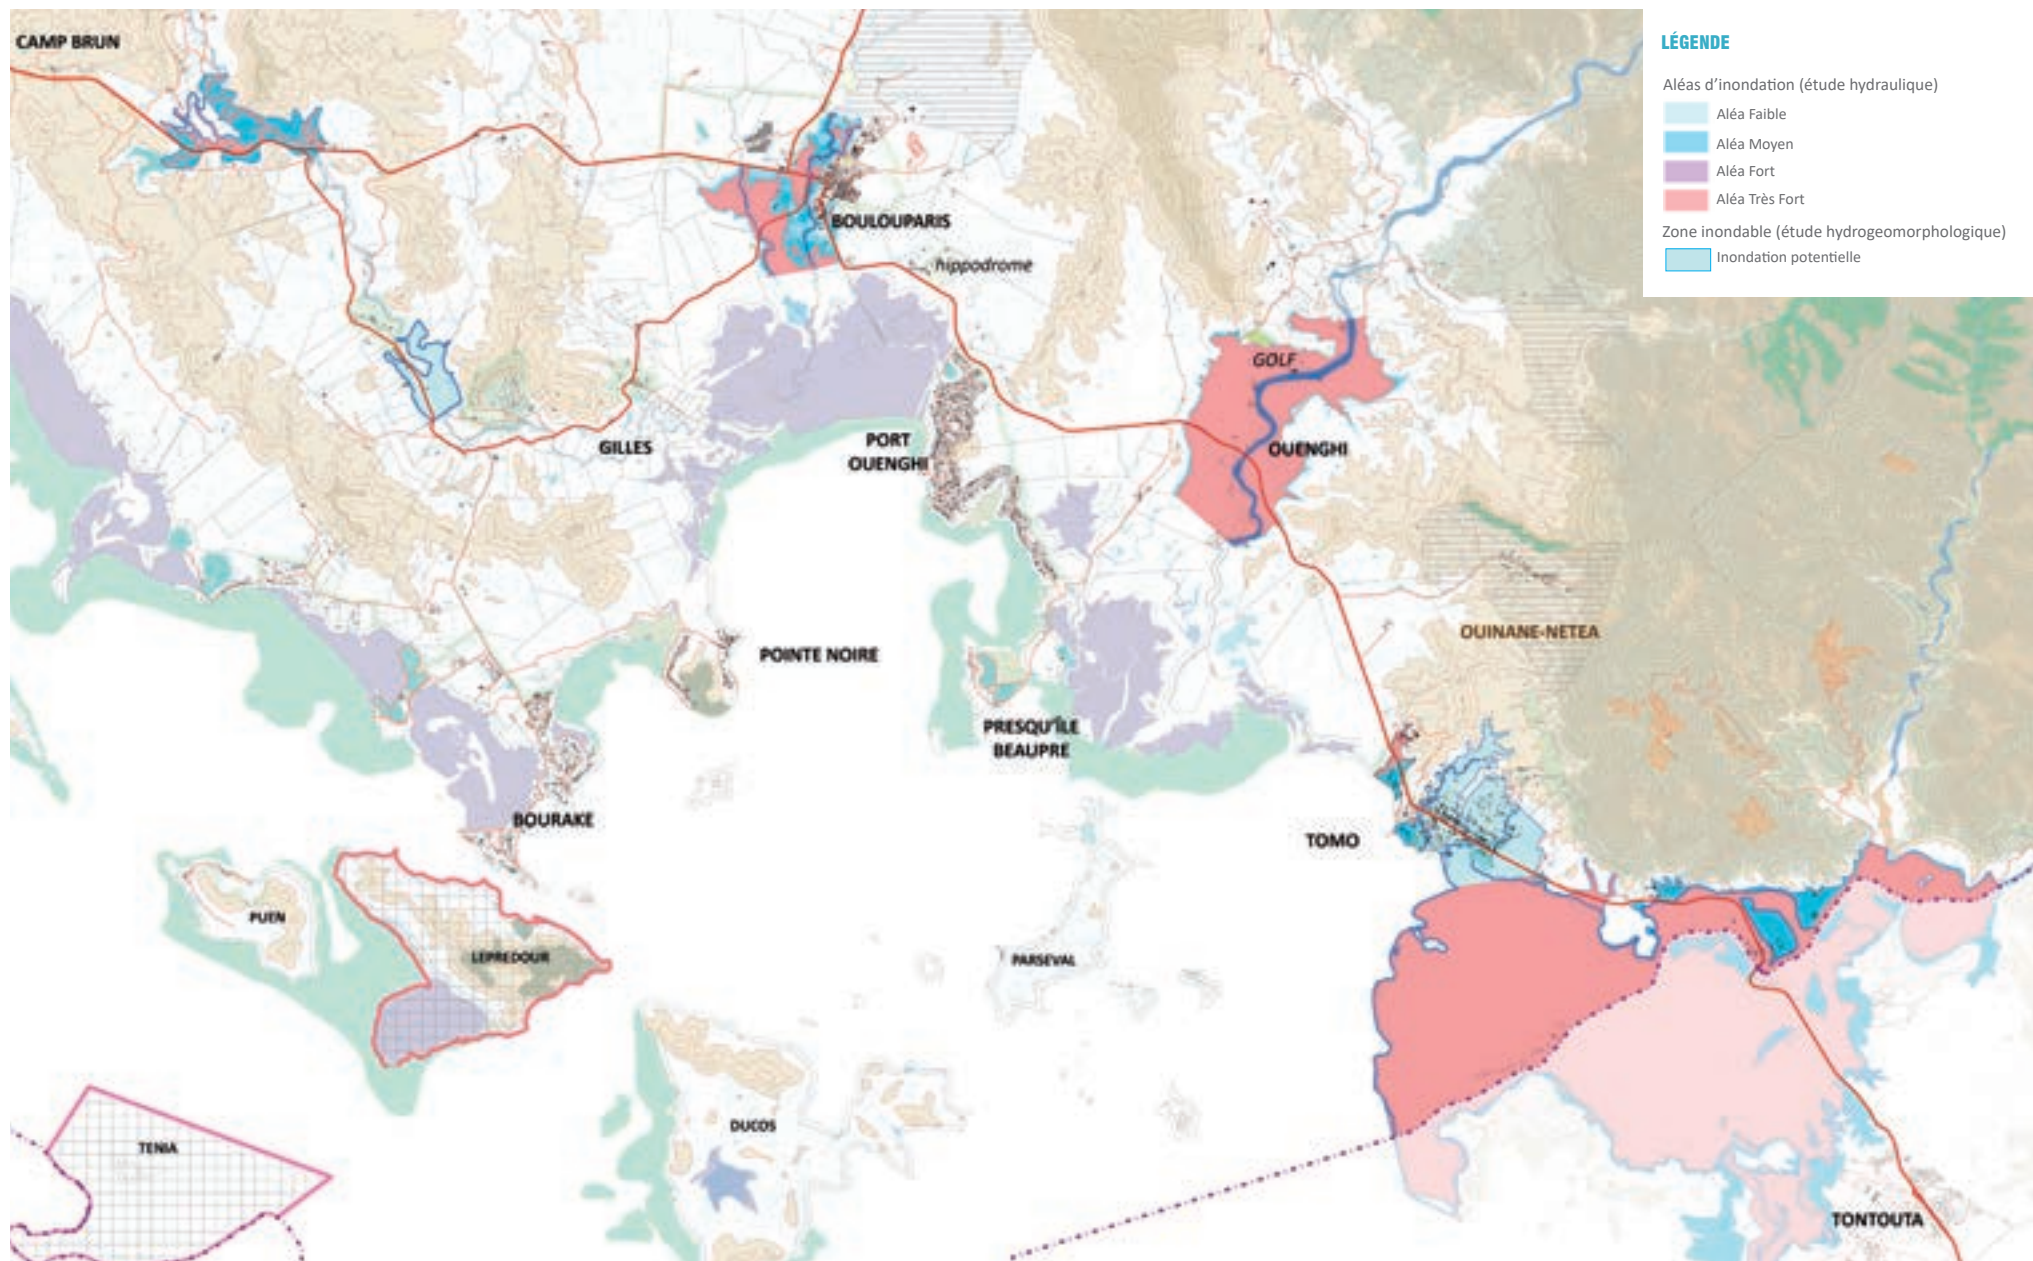 CAMP BRUN
LÉGENDE
Aléas d'inondation (étude hydraulique)
Aléa Faible
Aléa Moyen
Aléa Fort
Aléa Très Fort
Zone inondable (étude hydrogeomorphologique)
Inondation potentielle
BOULOUPARIS
hippodrome
GOLF
GILLES
PORT
OUENGHI
OUENGHI
OUINANE-NETEA
POINTE NOIRE
PRESQU'ÎLE
BEAUPRE
BOURAKE
TOMO
PUEN
LEPREDOUR
PARSEVAL
DUCOS
TENIA
TONTOUTA